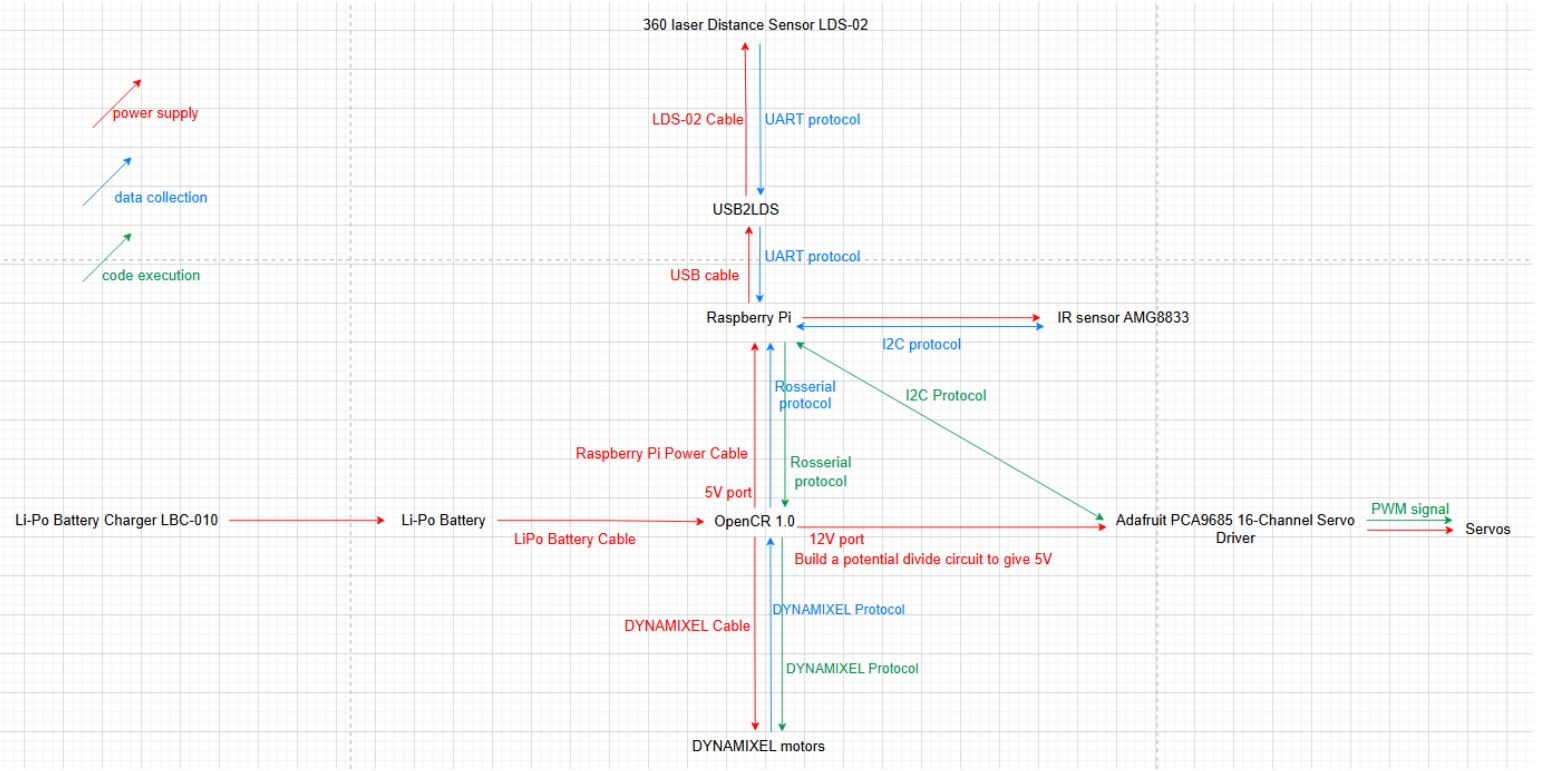 360 laser Distance Sensor LDS-02
power supply
LDS-02 Cable
UART protocol
data collection
USB2LDS
UART protocol
USB cable
code execution
Raspberry Pi
IR sensor AMG8833
I2C protocol
Rosserial
protocol
I2C Protocol
Raspberry Pi Power Cable
Rosserial
protocol
5V port
Li-Po Battery Charger LBC-010
Li-Po Battery
OpenCR 1.0
Adafruit PCA9685 16-Channel Servo
Driver
PWM signal
Servos
LiPo Battery Cable
12V port
Build a potential divide circuit to give 5V
DYNAMIXEL Protocol
DYNAMIXEL Cable
DYNAMIXEL Protocol
DYNAMIXEL motors